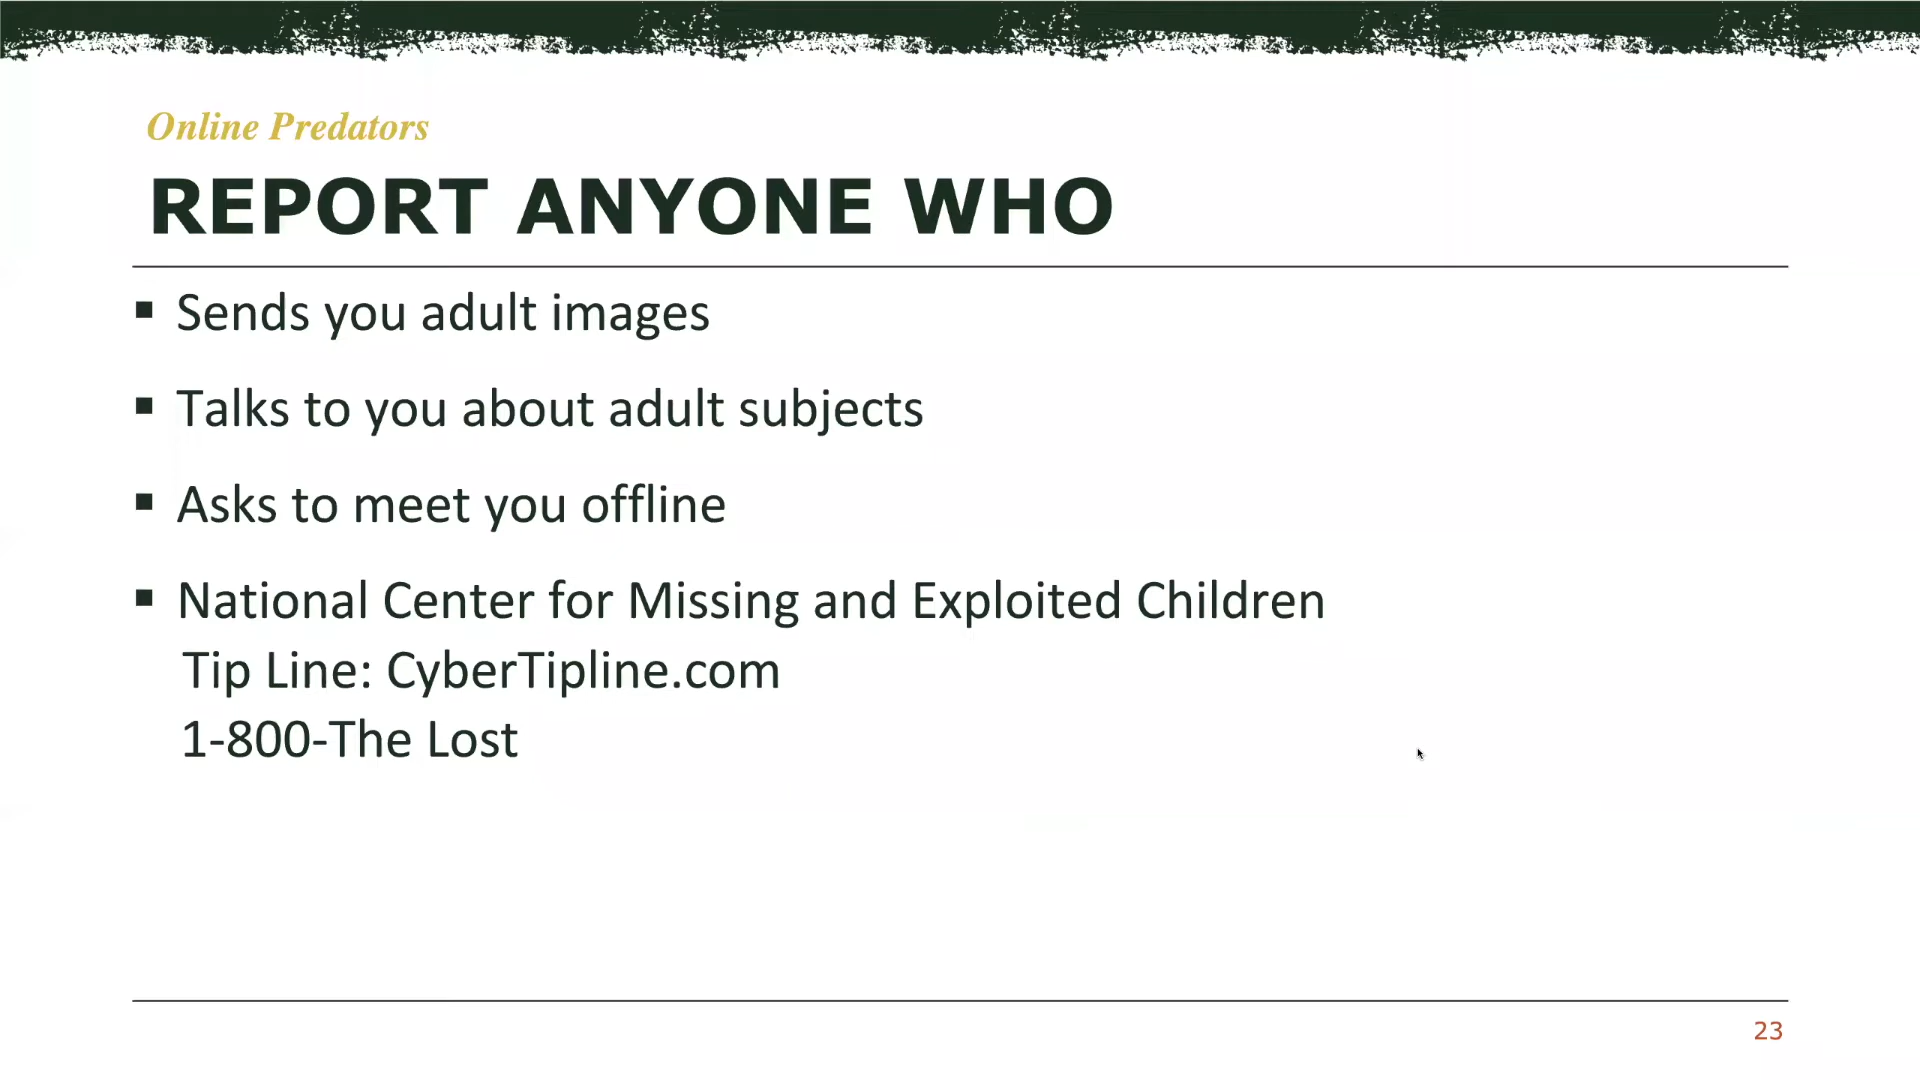 Online Predators
REPORT ANYONE WHO
▪ Sends you adult images
▪ Talks to you about adult subjects
▪ Asks to meet you offline
▪ National Center for Missing and Exploited Children
Tip Line: CyberTipline.com
1-800-The Lost
23